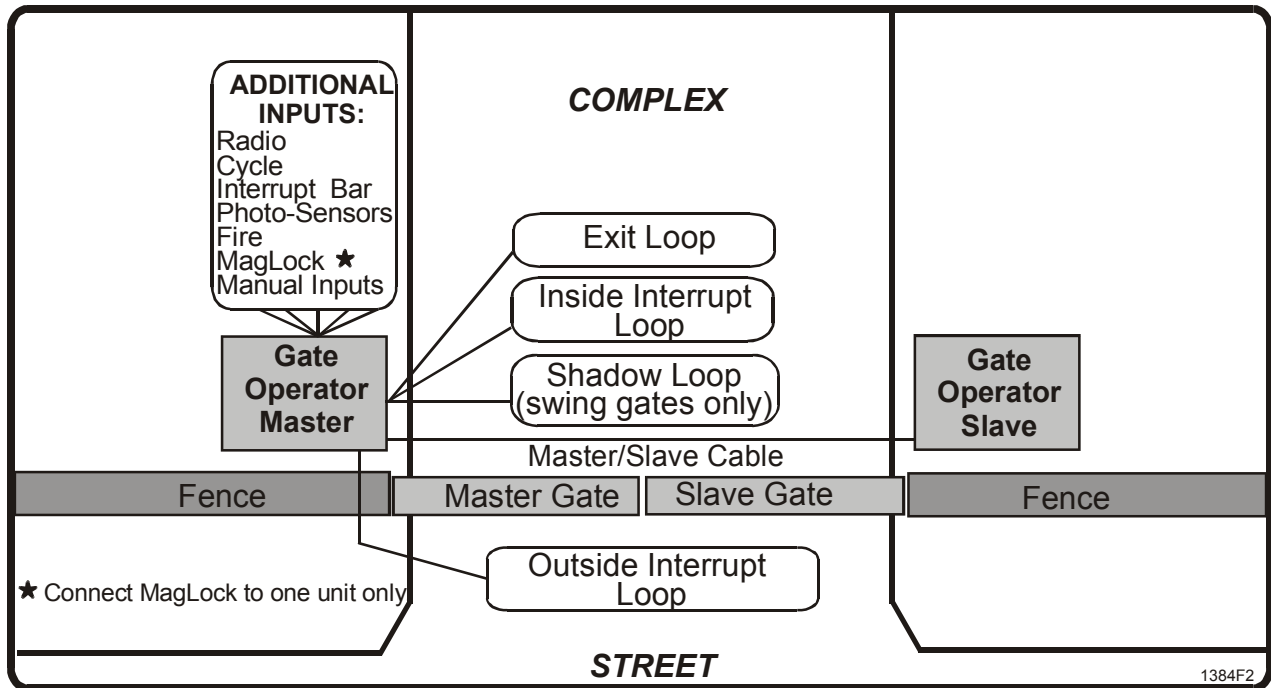 ADDITIONAL
INPUTS:
Radio
Cycle
Interrupt Bar
Photo-Sensors
Fire
MagLock ★
Manual Inputs
COMPLEX
Exit Loop
Inside Interrupt
Loop
Shadow Loop
(swing gates only)
Gate
Operator
Master
Gate
Operator
Slave
Master/Slave Cable
Fence
Master Gate
Slave Gate
Fence
Outside Interrupt
Loop
★ Connect MagLock to one unit only
STREET
1384F2